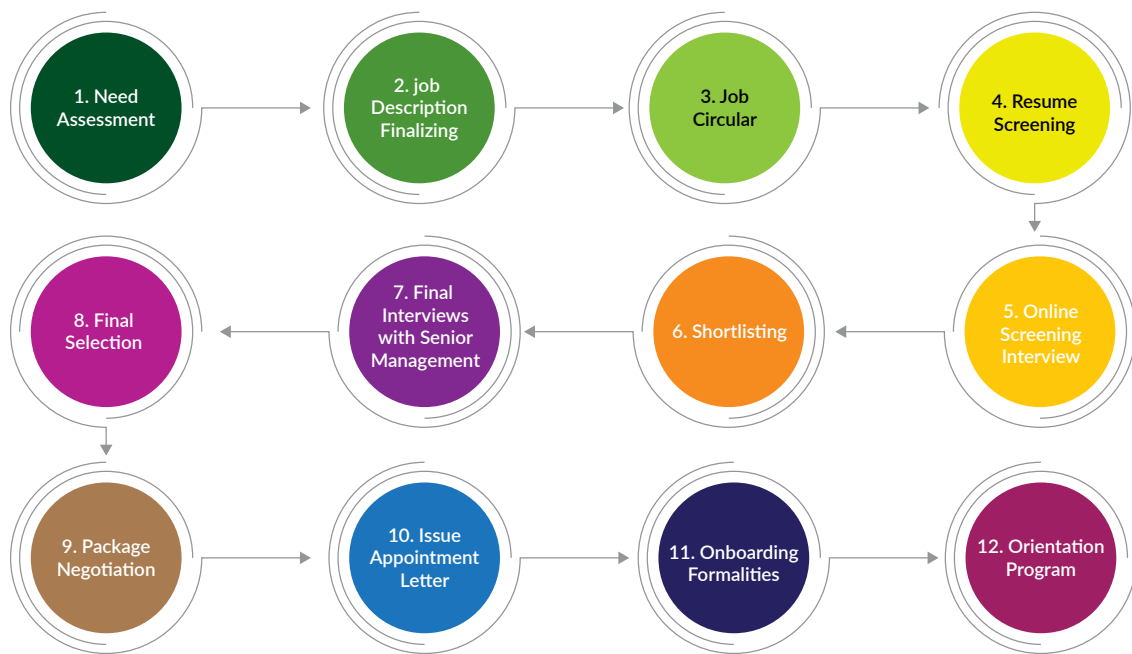 1. Need
Assessment
2. job
Description
Finalizing
3. Job
Circular
4. Resume
Screening
5. Online
Screening
Interview
6. Shortlisting
7. Final
Interviews
with Senior
Management
8. Final
Selection
9. Package
Negotiation
10. Issue
Appointment
Letter
11. Onboarding
Formalities
12. Orientation
Program